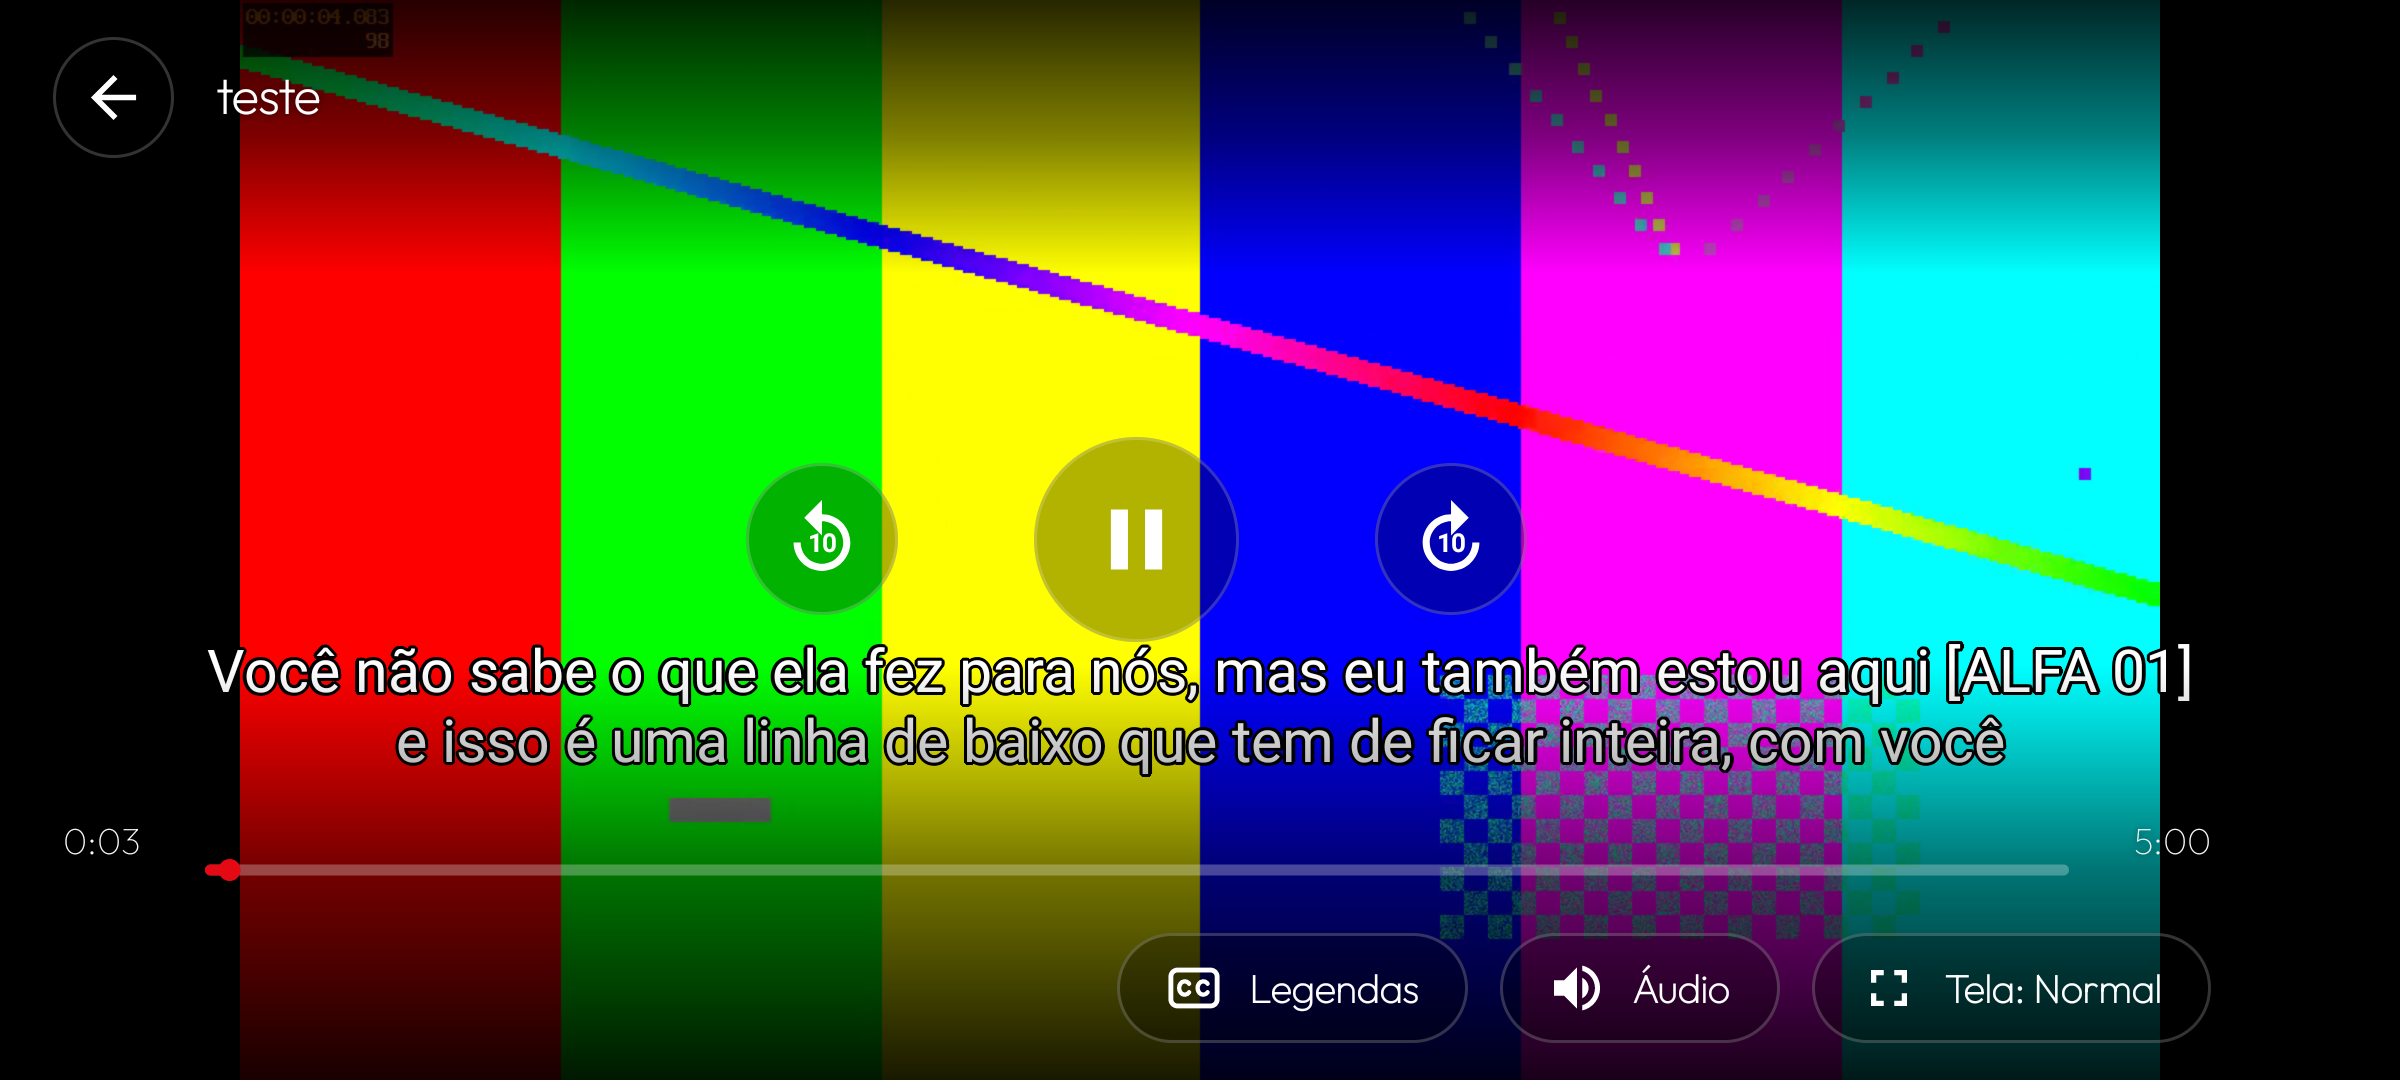 00:00:04.083
98
teste
10
10
Você não sabe o que ela fez para nós, mas eu também estou aqui [ALFA 01]
e isso é uma linha de baixo que tem de ficar inteira, com você
0:03
5:00
CC Legendas
Áudio
Tela: Normal